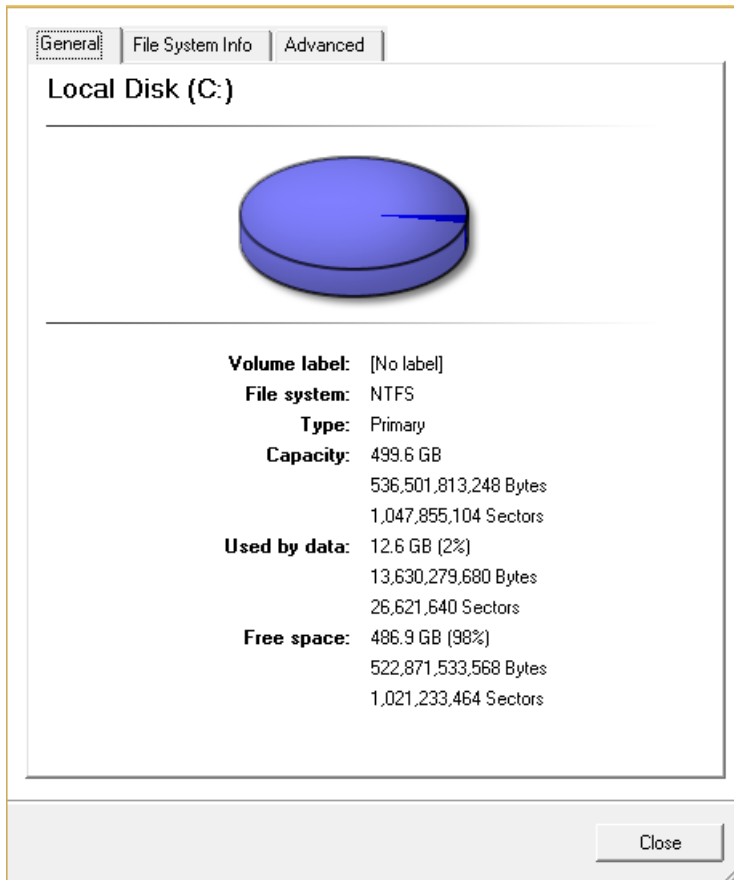 General File System Info Advanced
Local Disk (C:)
Volume label: [No label]
File system: NTFS
Type: Primary
Capacity: 499.6 GB
536,501,813,248 Bytes
1,047,855,104 Sectors
Used by data: 12.6 GB (2%)
13,630,279,680 Bytes
26,621,640 Sectors
Free space: 486.9 GB (98%)
522,871,533,568 Bytes
1,021,233,464 Sectors
Close